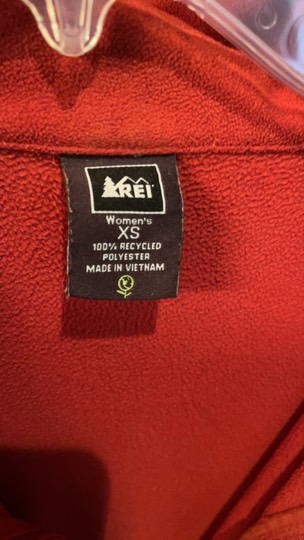 REI
Women's
XS
100% RECYCLED
POLYESTER
MADE IN VIETNAM